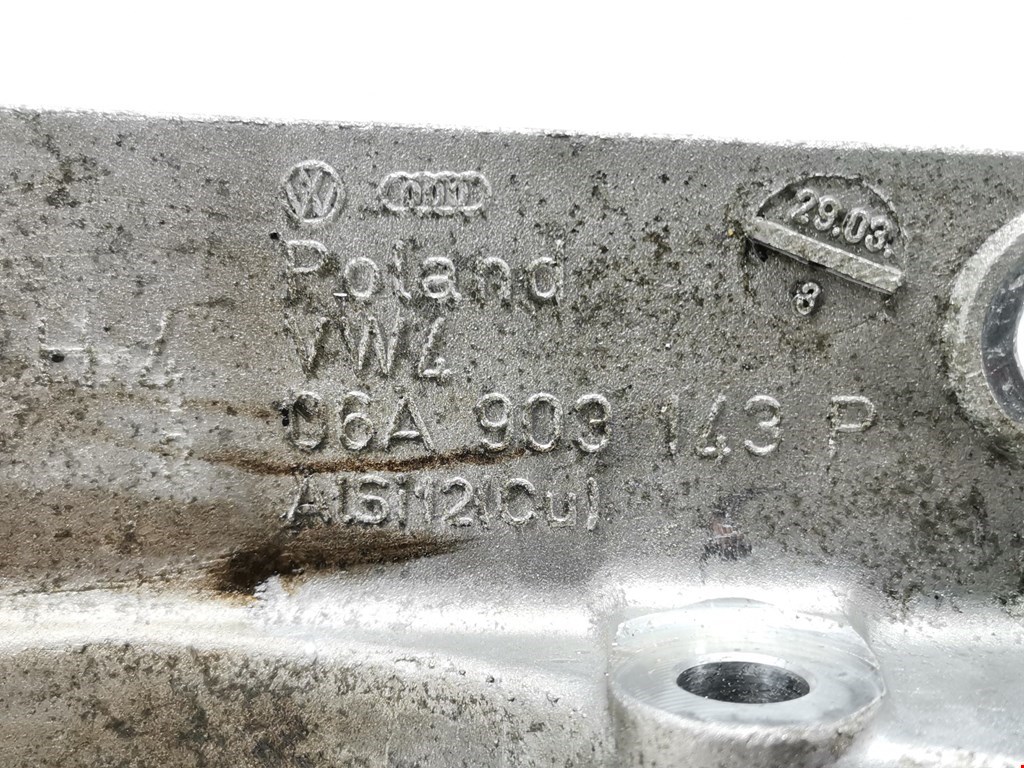 Poland
VW4
06A 903 143 P
AlSi12(Cu)
29.03.
8